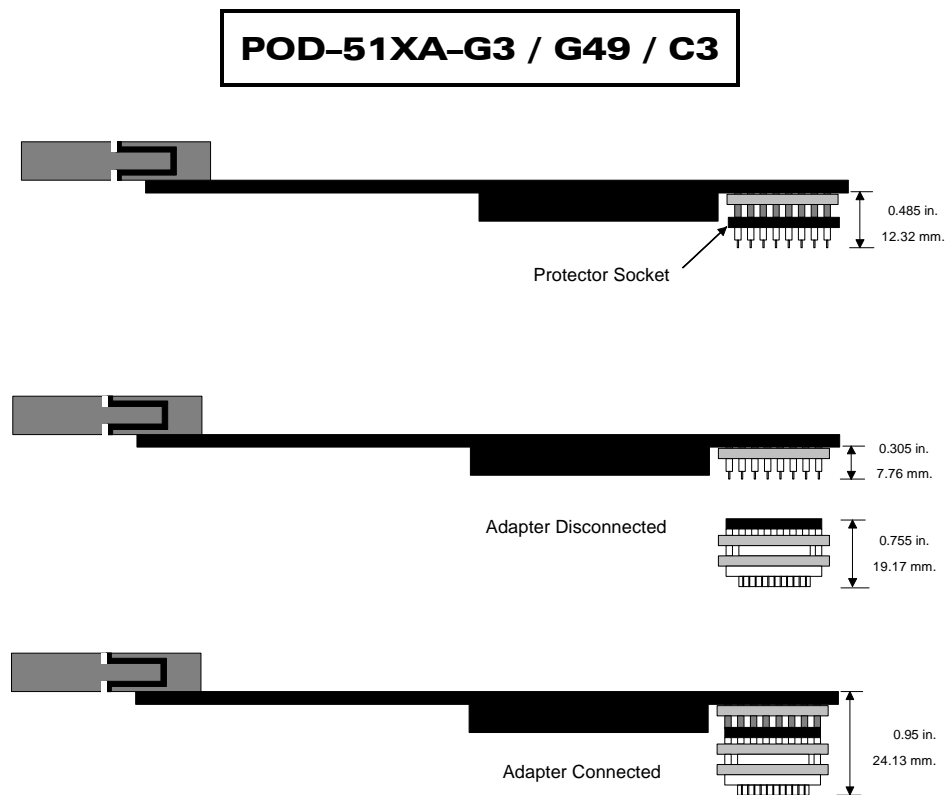 POD–51XA–G3 / G49 / C3
0.485 in.
12.32 mm.
Protector Socket
0.305 in.
7.76 mm.
Adapter Disconnected
0.755 in.
19.17 mm.
0.95 in.
24.13 mm.
Adapter Connected